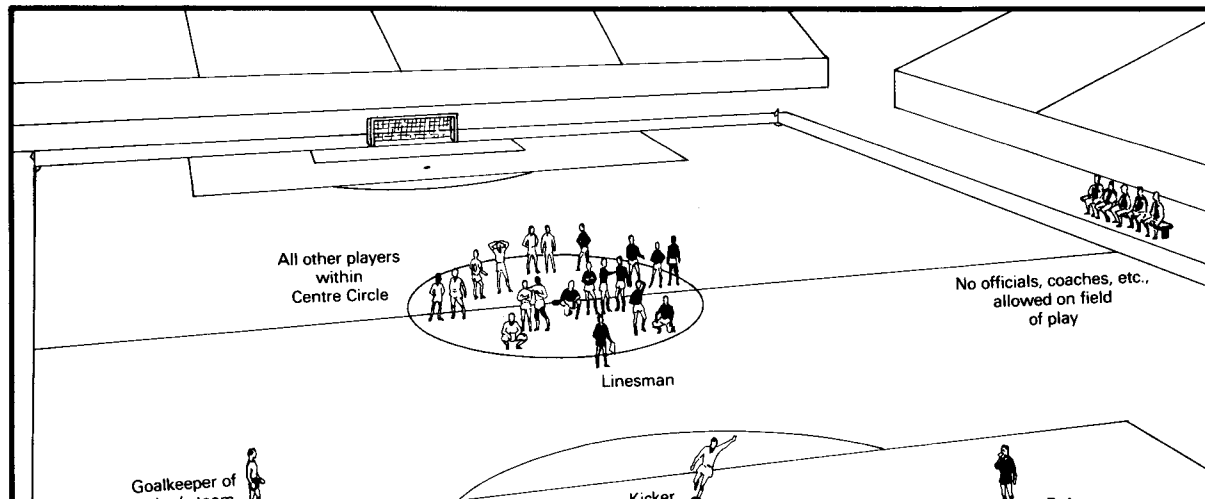 All other players
within
Centre Circle
No officials, coaches, etc.,
allowed on field
of play
Linesman
Goalkeeper of
Kicker